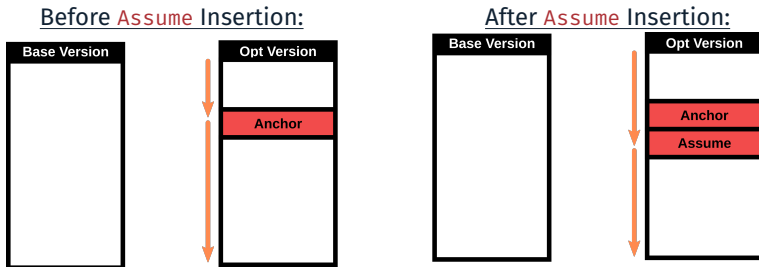 Before Assume Insertion:
Base Version
Opt Version
Anchor
After Assume Insertion:
Base Version
Opt Version
Anchor
Assume